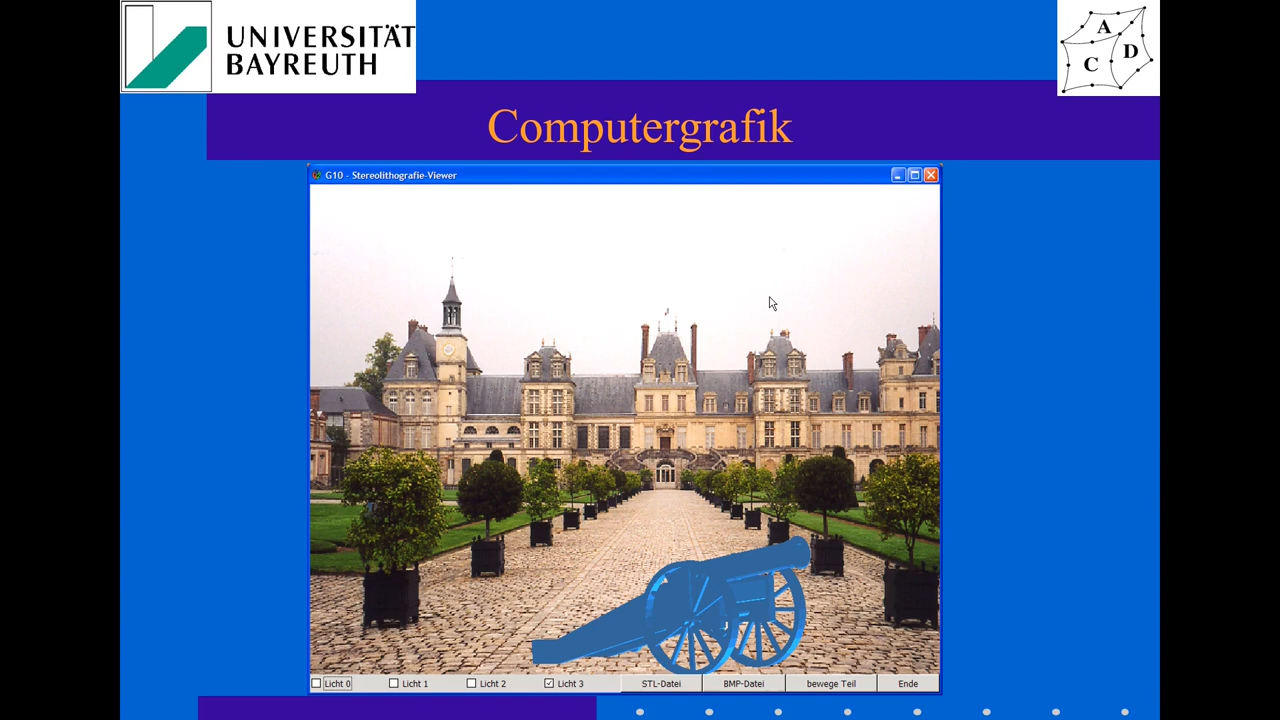 UNIVERSITÄT
BAYREUTH
A
C D
Computergrafik
G10 - Stereolithografie-Viewer
Licht 0 Licht 1 Licht 2 Licht 3 STL-Datei BMP-Datei bewege Teil Ende